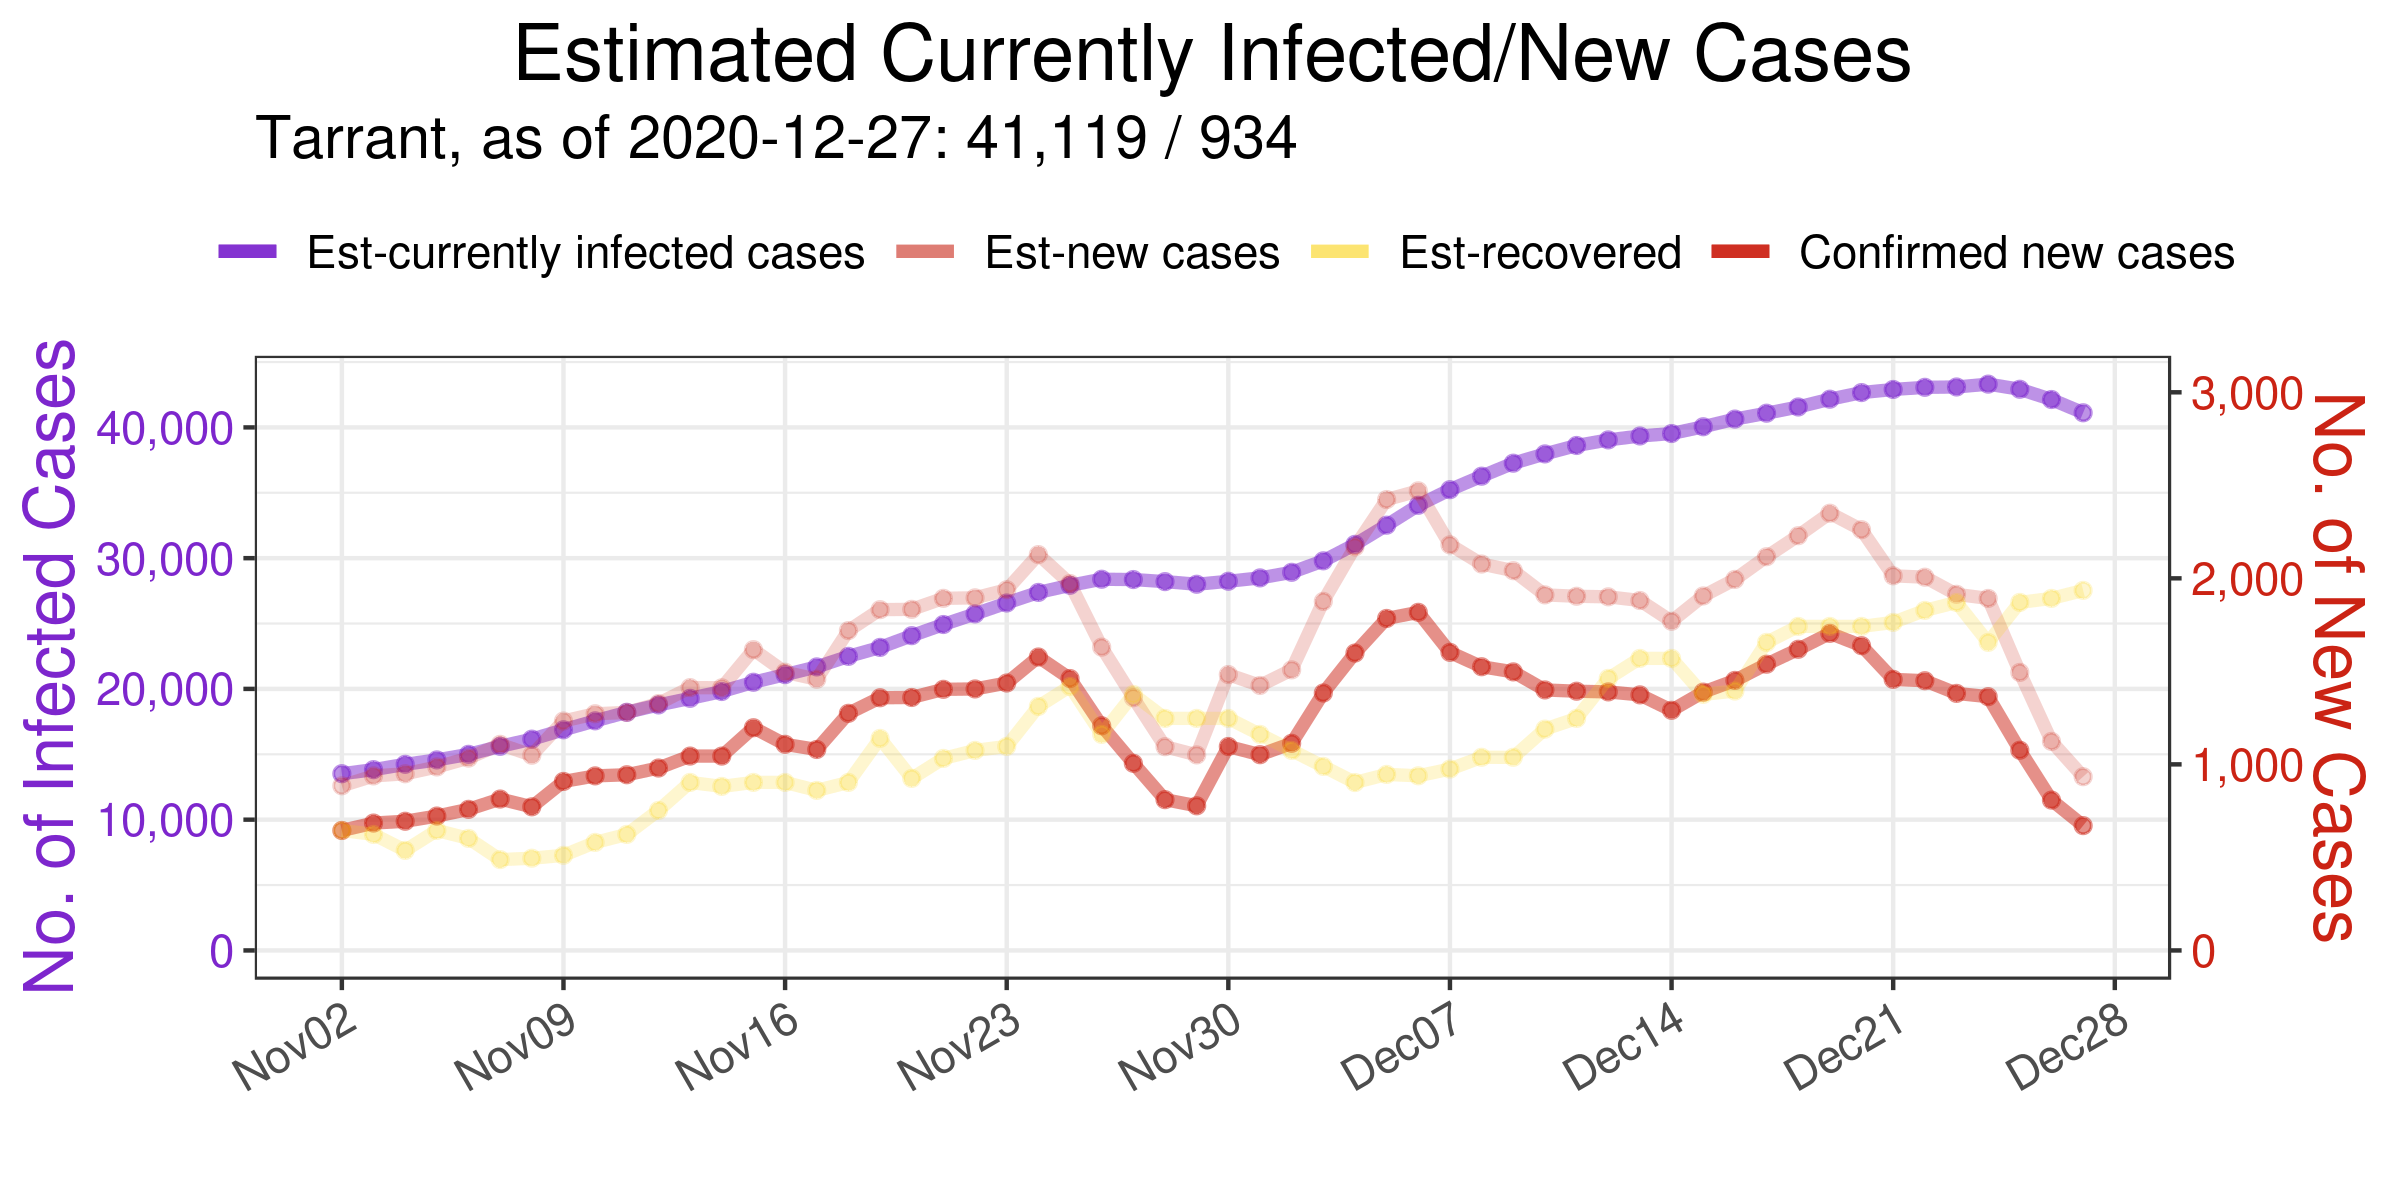 Estimated Currently Infected/New Cases
Tarrant, as of 2020-12-27: 41,119 / 934
Est-currently infected cases Est-new cases Est-recovered Confirmed new cases
No. of Infected Cases
40,000
30,000
20,000
10,000
0
3,000
2,000
1,000
0
No. of New Cases
Nov02 Nov09 Nov16 Nov23 Nov30 Dec07 Dec14 Dec21 Dec28